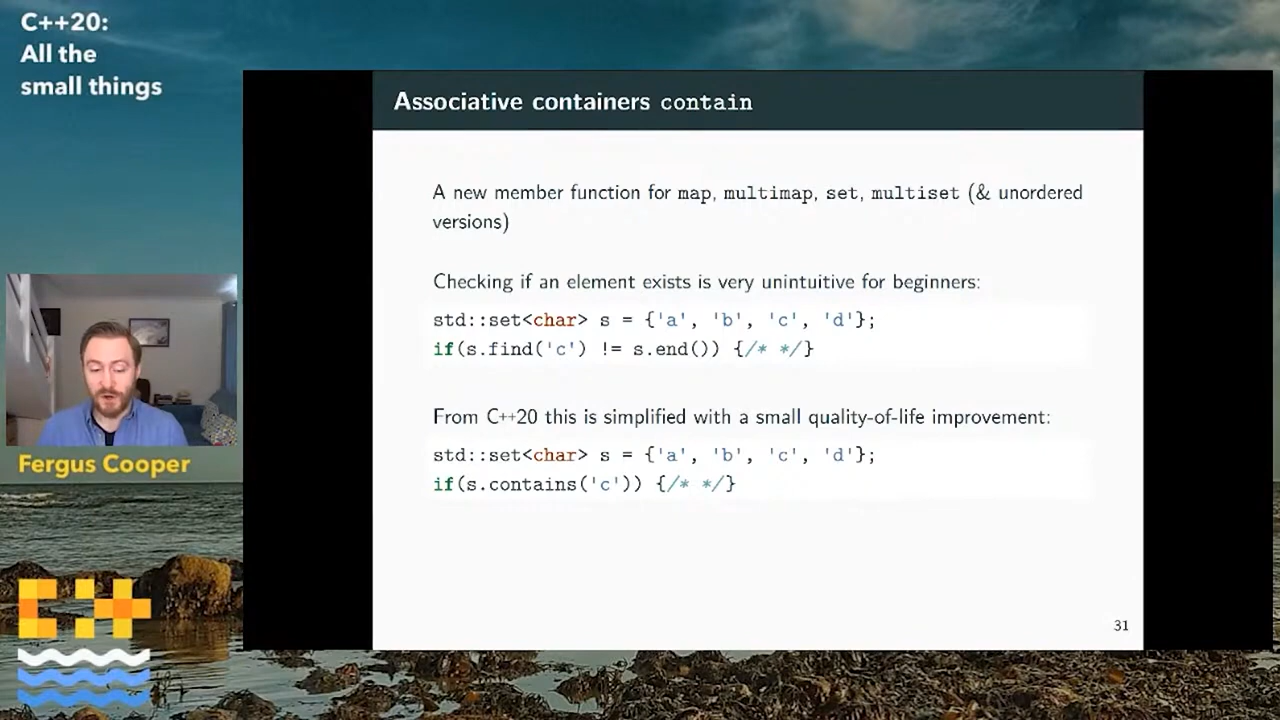 C++20:
All the
small things
Associative containers contain
A new member function for map, multimap, set, multiset (& unordered
versions)
Checking if an element exists is very unintuitive for beginners:
std::set<char> s = {'a', 'b', 'c', 'd'};
if(s.find('c') != s.end()) {/* */}
From C++20 this is simplified with a small quality-of-life improvement:
std::set<char> s = {'a', 'b', 'c', 'd'};
if(s.contains('c')) {/* */}
31
Fergus Cooper
C++